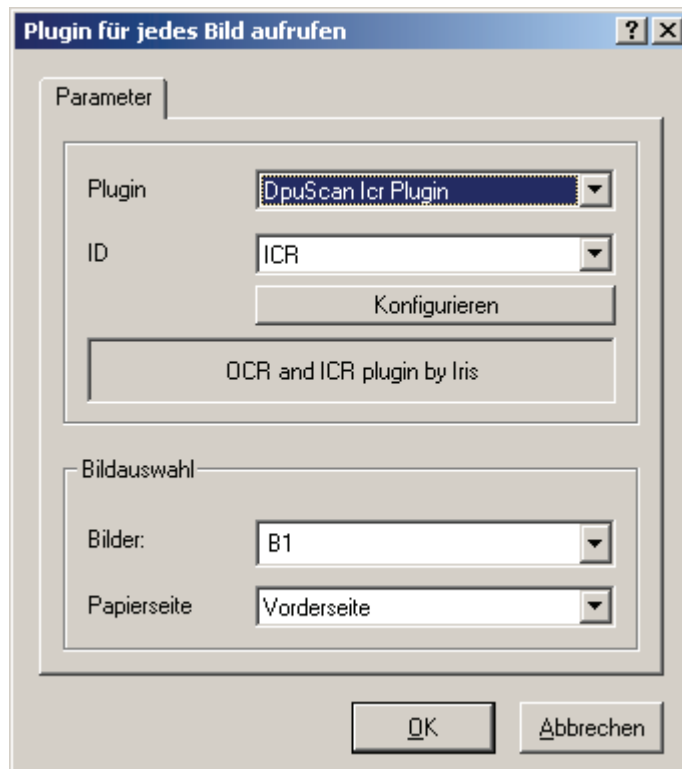 Plugin für jedes Bild aufrufen
Parameter
Plugin DpuScan Icr Plugin
ID ICR
Konfigurieren
OCR and ICR plugin by Iris
Bildauswahl
Bilder: B1
Papierseite Vorderseite
OK Abbrechen